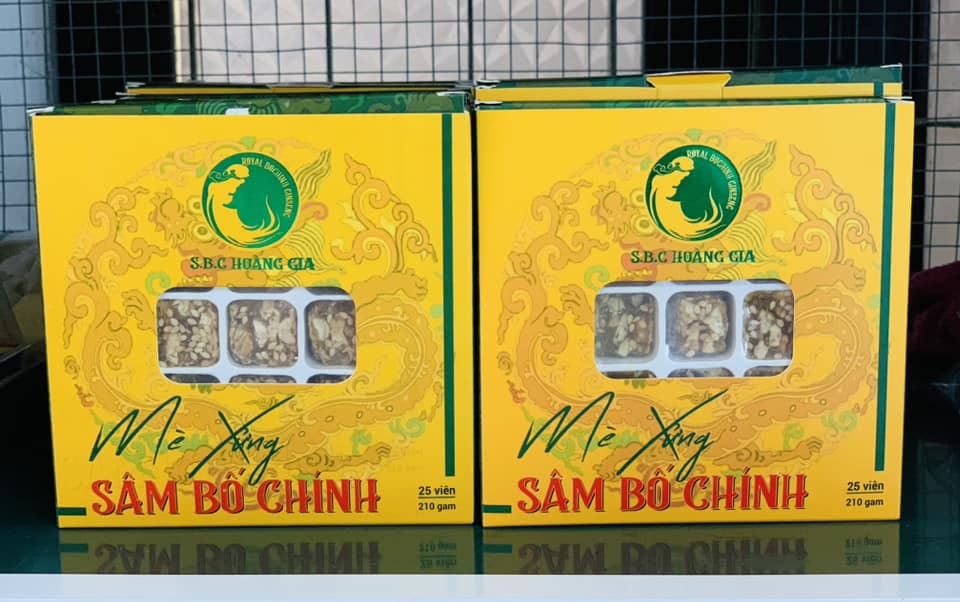 ROYAL BOCHINH GINSENG
S.B.C HOÀNG GIA
Mè Xửng
SÂM BỐ CHÍNH
25 viên
210 gam
ROYAL BOCHINH GINSENG
S.B.C HOÀNG GIA
Mè Xửng
SÂM BỐ CHÍNH
25 viên
210 gam